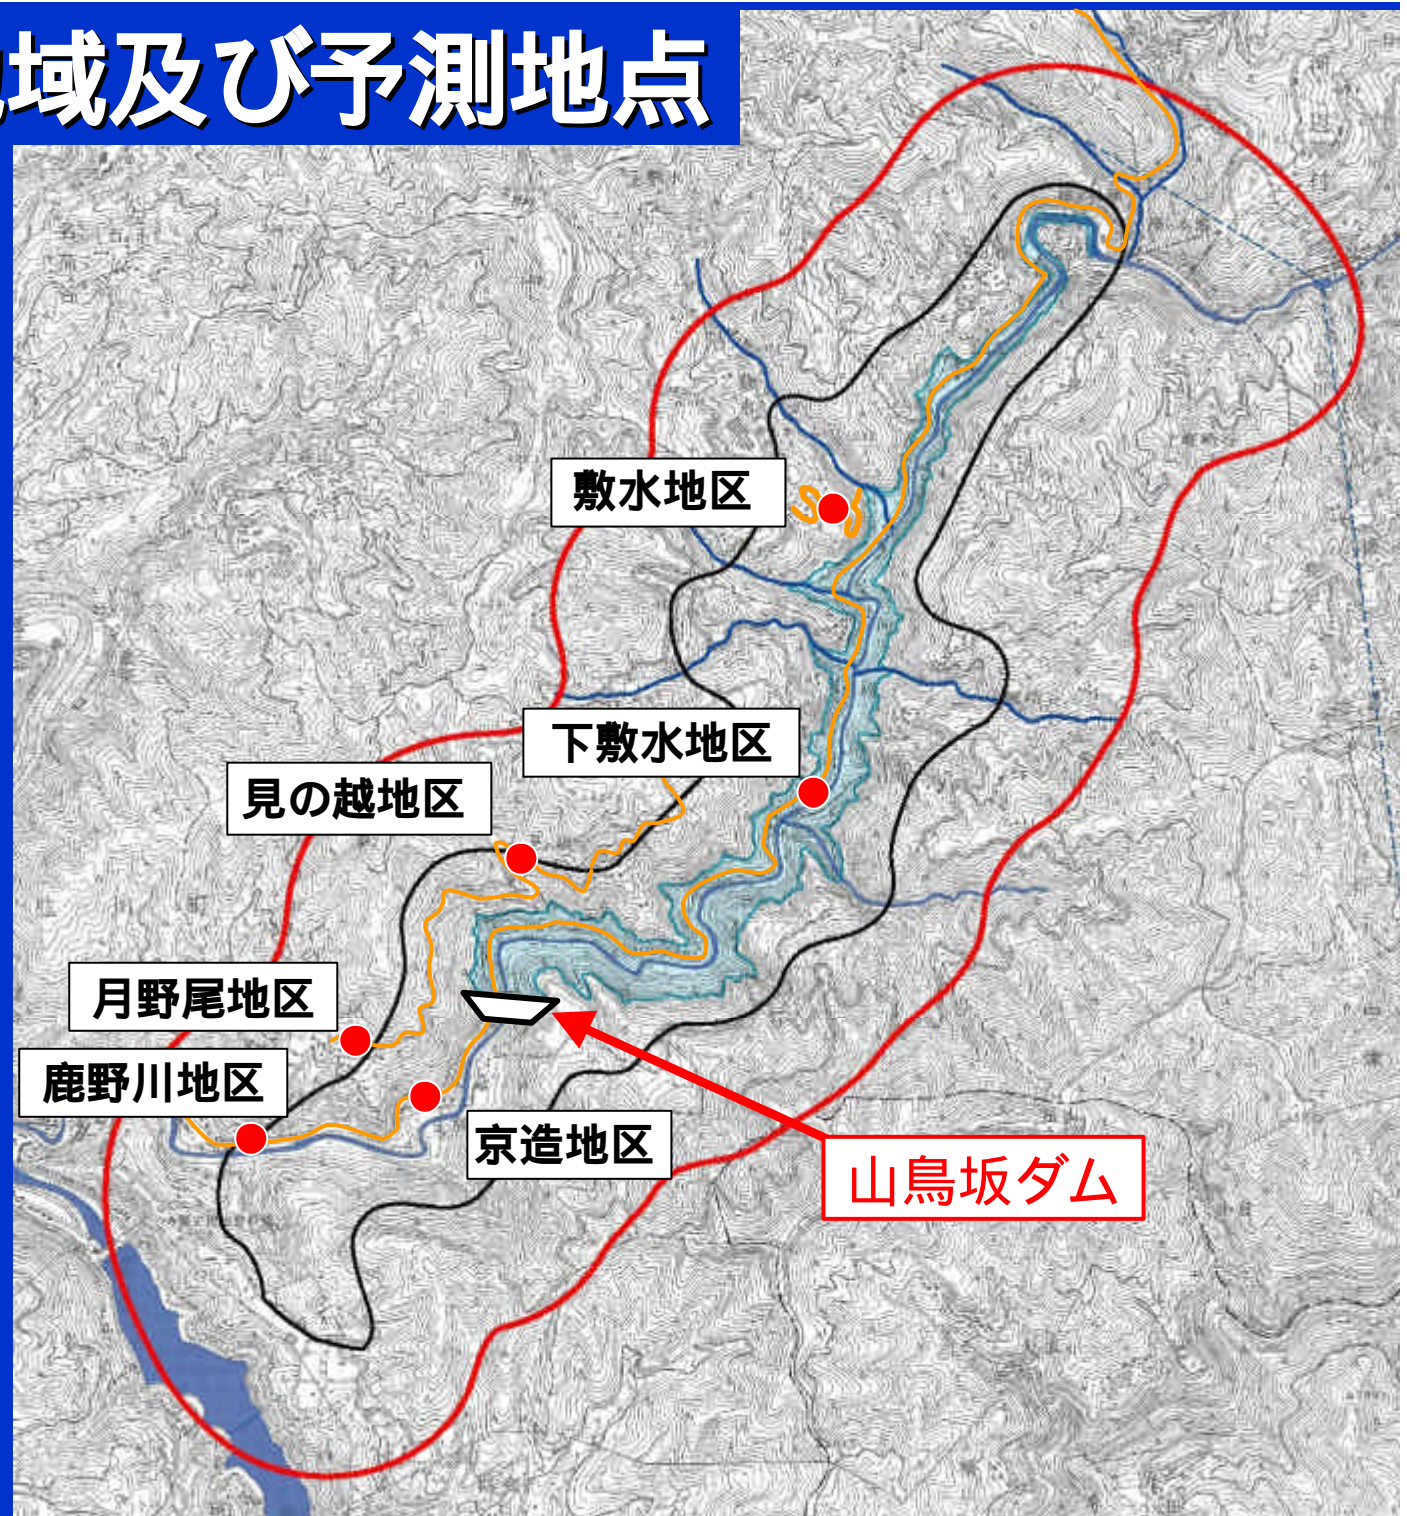 域及び予測地点
敷水地区
下敷水地区
見の越地区
月野尾地区
鹿野川地区
京造地区
山鳥坂ダム